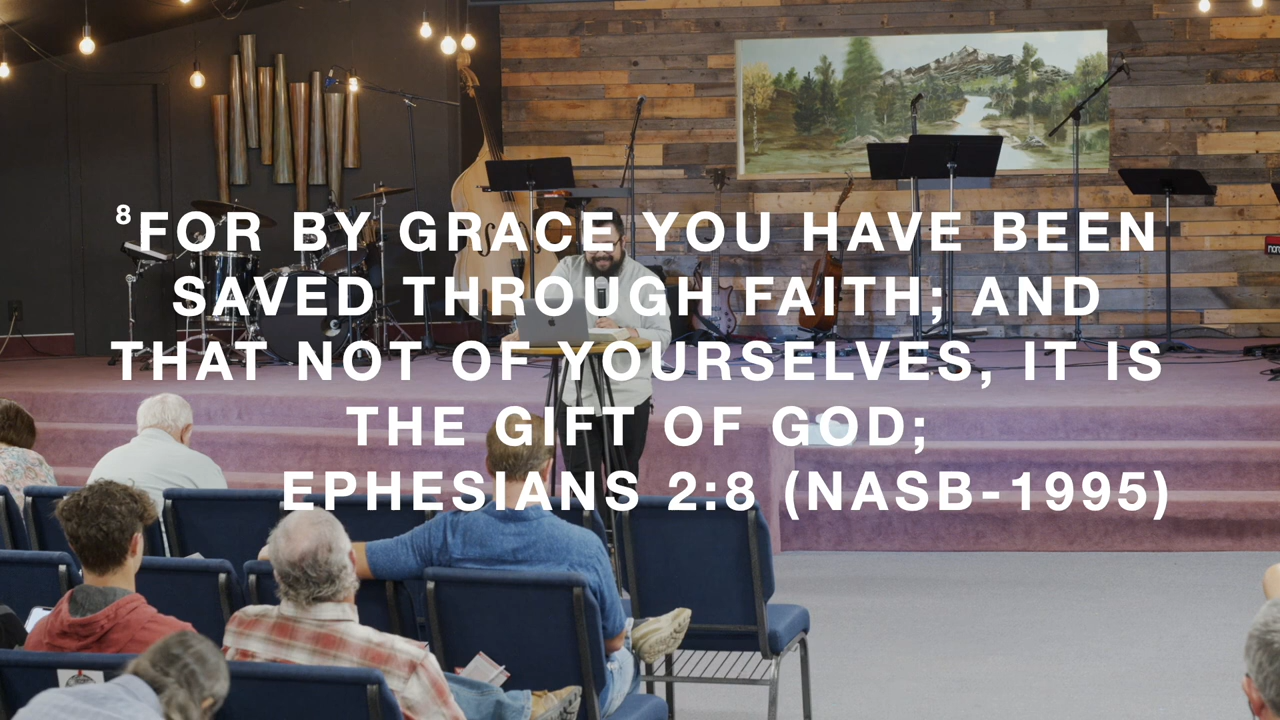 ⁸FOR BY GRACE YOU HAVE BEEN
SAVED THROUGH FAITH; AND
THAT NOT OF YOURSELVES, IT IS
THE GIFT OF GOD;
EPHESIANS 2:8 (NASB-1995)